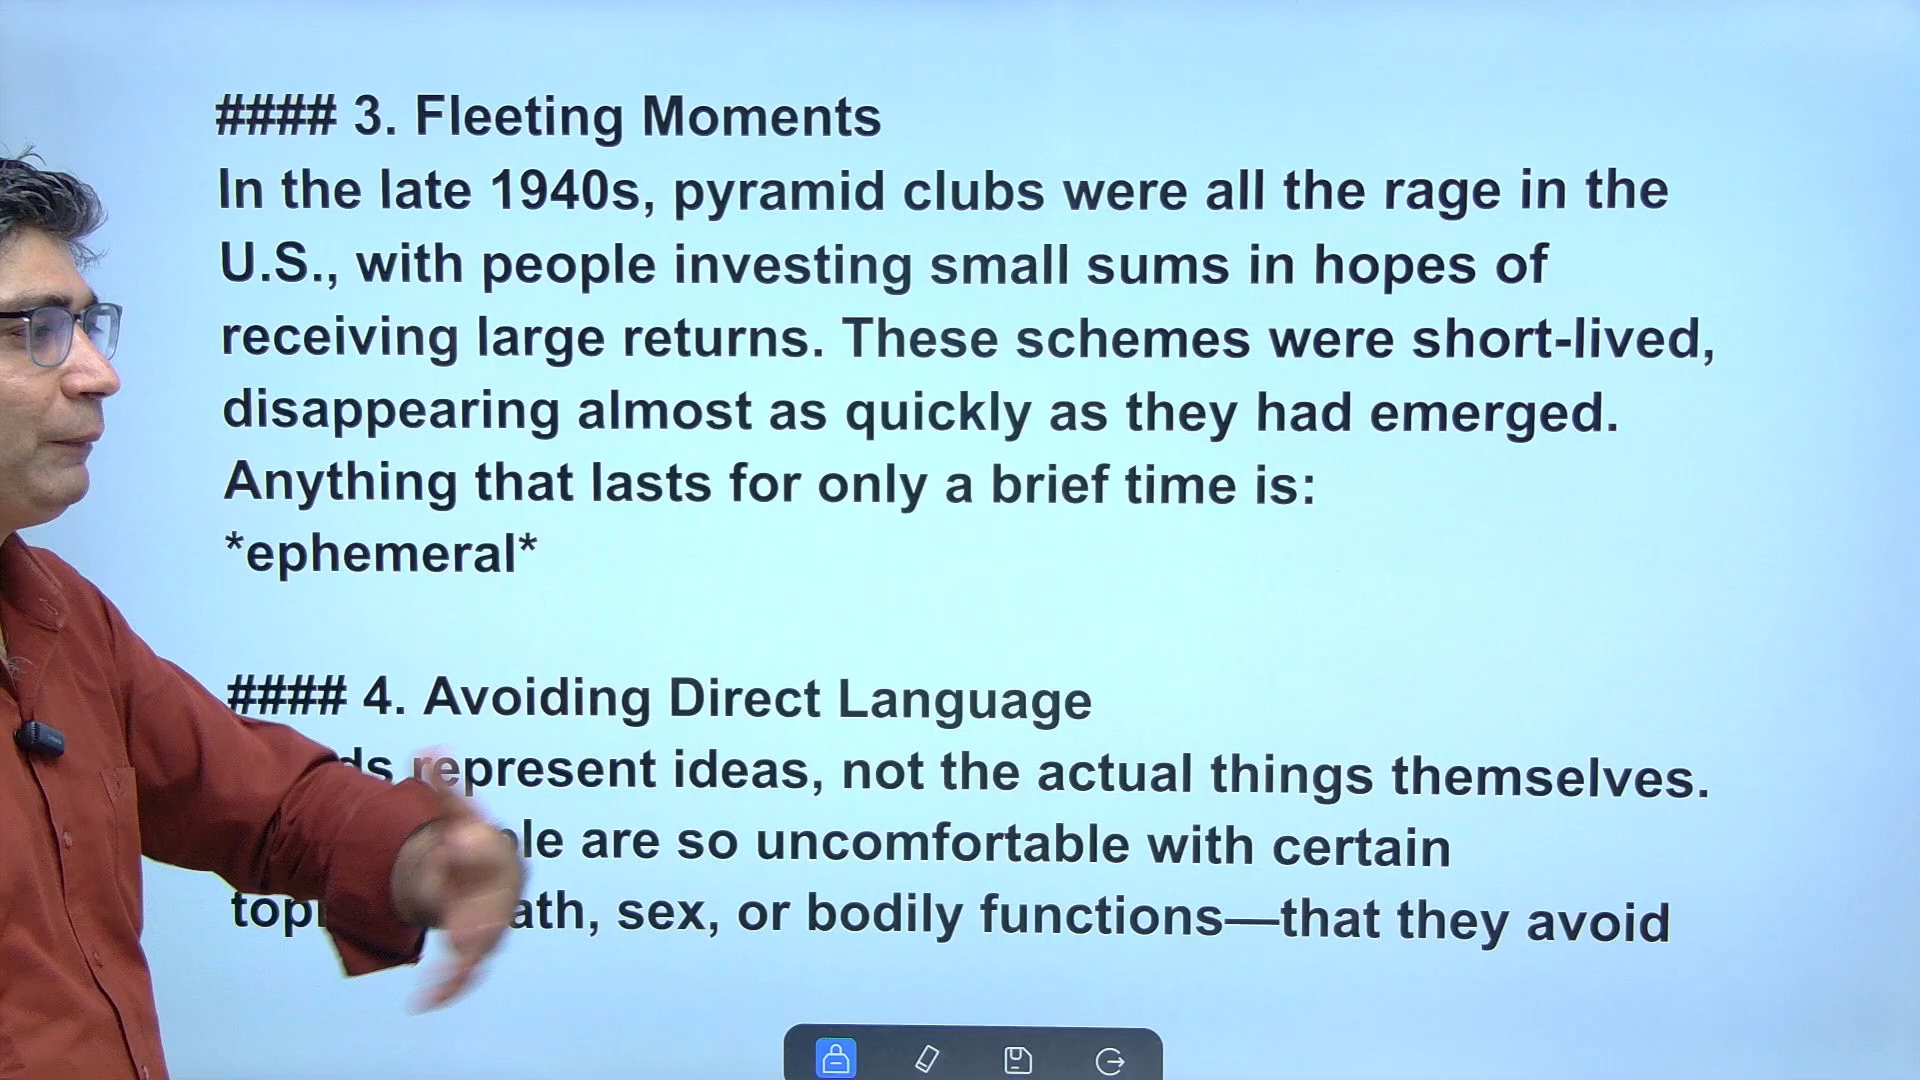 #### 3. Fleeting Moments
In the late 1940s, pyramid clubs were all the rage in the
U.S., with people investing small sums in hopes of
receiving large returns. These schemes were short-lived,
disappearing almost as quickly as they had emerged.
Anything that lasts for only a brief time is:
*ephemeral*
#### 4. Avoiding Direct Language
represent ideas, not the actual things themselves.
are so uncomfortable with certain
sex, or bodily functions—that they avoid